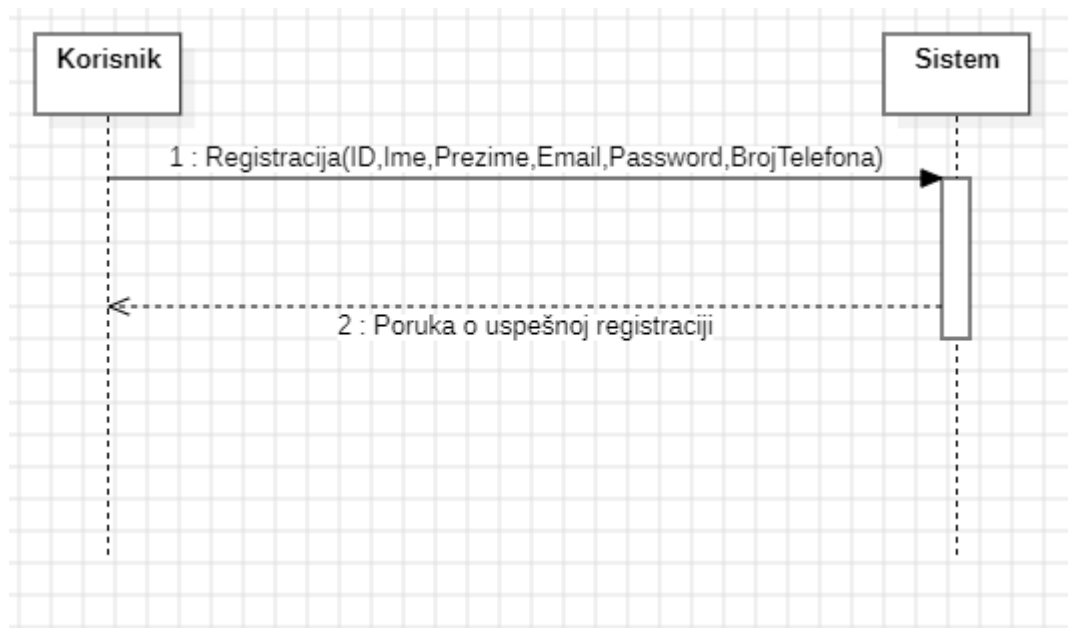 Korisnik
Sistem
1 : Registracija(ID,Ime,Prezime,Email,Password,BrojTelefona)
2 : Poruka o uspešnoj registraciji